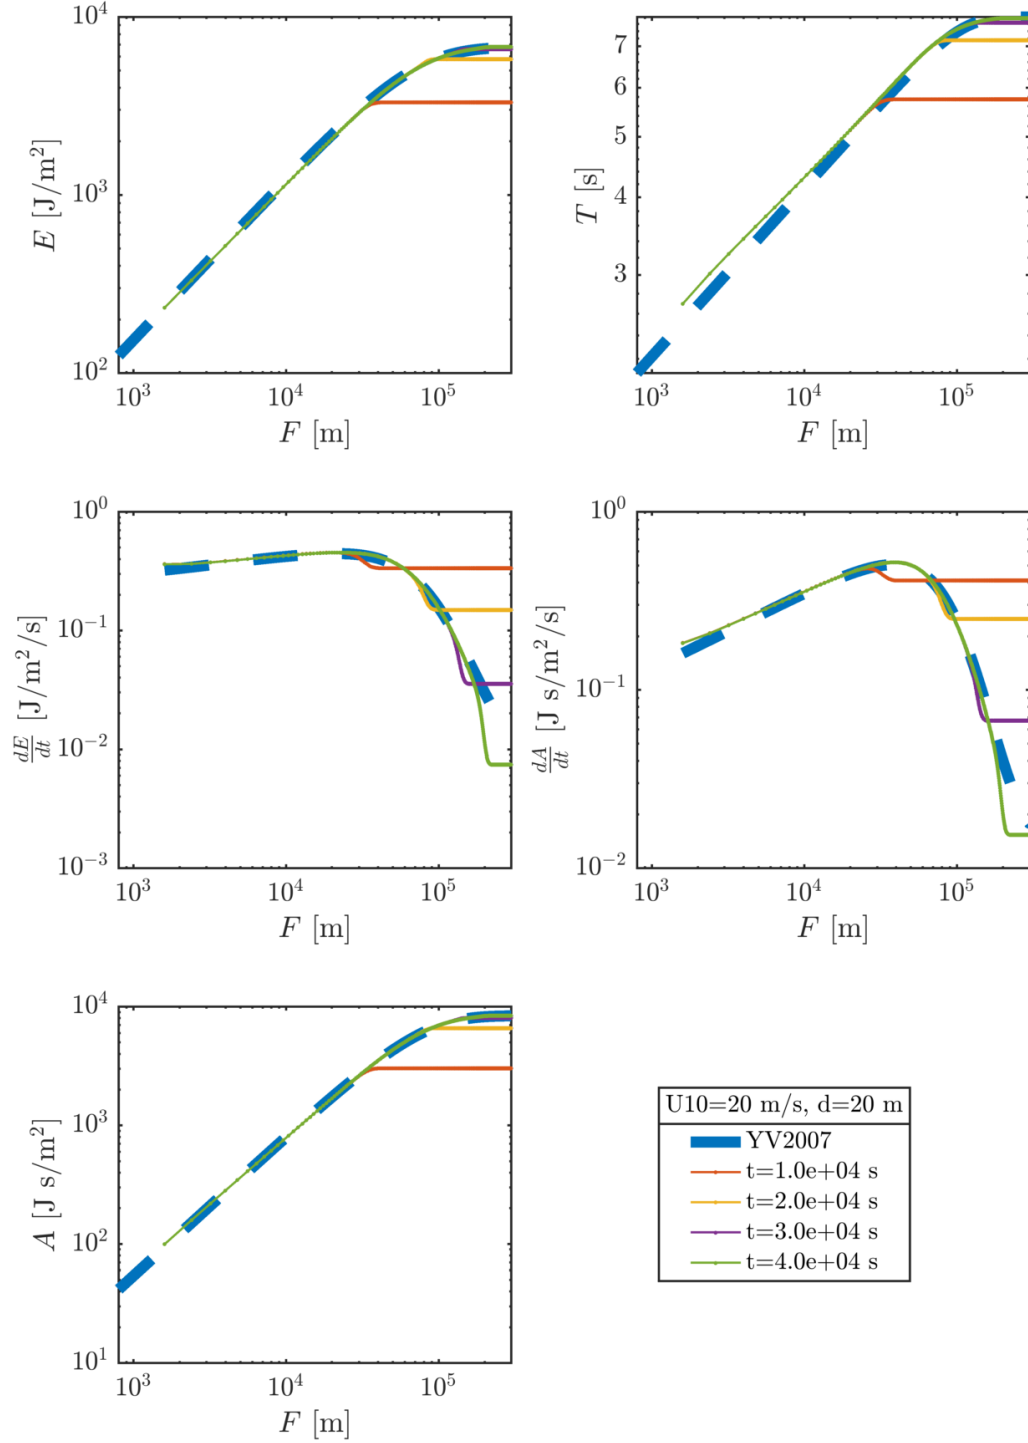 10^4
10^3
10^2
E [J/m^2]
10^3 10^4 10^5
F [m]
7
6
5
4
3
T [s]
10^3 10^4 10^5
F [m]
10^0
10^{-1}
10^{-2}
10^{-3}
\frac{dE}{dt} [J/m^2/s]
10^3 10^4 10^5
F [m]
10^0
10^{-1}
10^{-2}
\frac{dA}{dt} [J s/m^2/s]
10^3 10^4 10^5
F [m]
10^4
10^3
10^2
10^1
A [J s/m^2]
10^3 10^4 10^5
F [m]
U10=20 m/s, d=20 m
YV2007
t=1.0e+04 s
t=2.0e+04 s
t=3.0e+04 s
t=4.0e+04 s